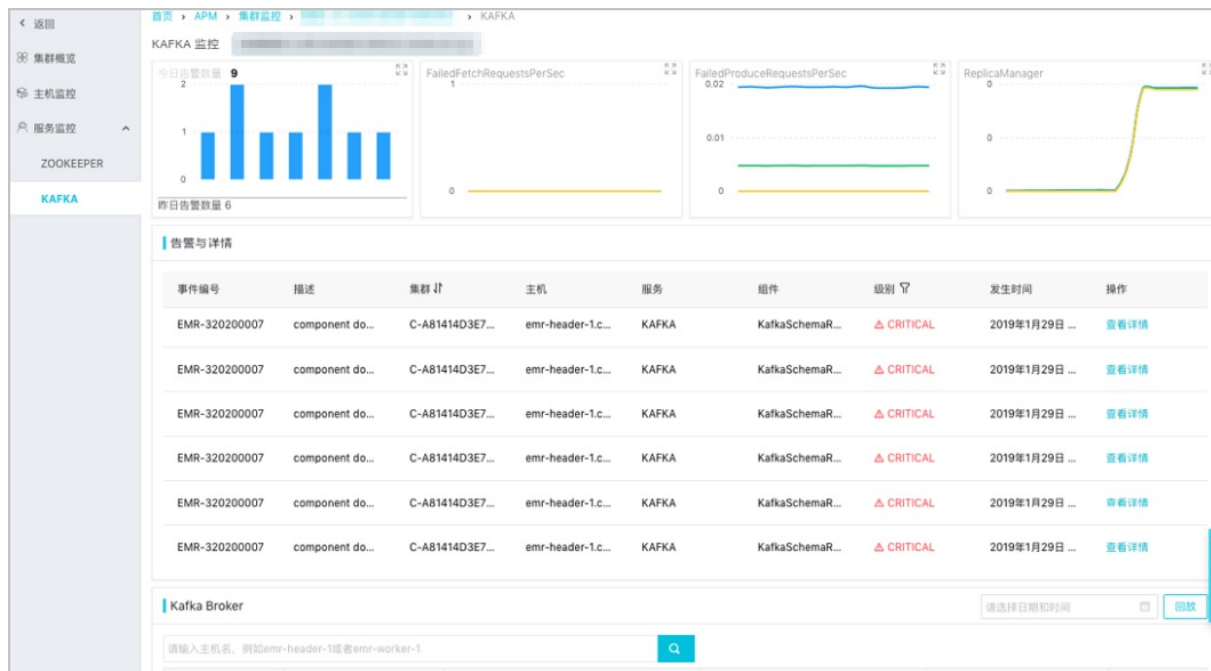 返回
集群概览
主机监控
服务监控
ZOOKEEPER
KAFKA
首页 › APM › 集群监控 › › KAFKA
KAFKA 监控
今日告警数量 9
2
1
0
昨日告警数量 6
FailedFetchRequestsPerSec
1
0
FailedProduceRequestsPerSec
0.02
0.01
0
ReplicaManager
0
0
0
告警与详情
事件编号 描述 集群 主机 服务 组件 级别 发生时间 操作
EMR-320200007 component do... C-A81414D3E7... emr-header-1.c... KAFKA KafkaSchemaR... CRITICAL 2019年1月29日 ... 查看详情
EMR-320200007 component do... C-A81414D3E7... emr-header-1.c... KAFKA KafkaSchemaR... CRITICAL 2019年1月29日 ... 查看详情
EMR-320200007 component do... C-A81414D3E7... emr-header-1.c... KAFKA KafkaSchemaR... CRITICAL 2019年1月29日 ... 查看详情
EMR-320200007 component do... C-A81414D3E7... emr-header-1.c... KAFKA KafkaSchemaR... CRITICAL 2019年1月29日 ... 查看详情
EMR-320200007 component do... C-A81414D3E7... emr-header-1.c... KAFKA KafkaSchemaR... CRITICAL 2019年1月29日 ... 查看详情
EMR-320200007 component do... C-A81414D3E7... emr-header-1.c... KAFKA KafkaSchemaR... CRITICAL 2019年1月29日 ... 查看详情
Kafka Broker
请选择日期和时间
回放
请输入主机名，例如emr-header-1或者emr-worker-1